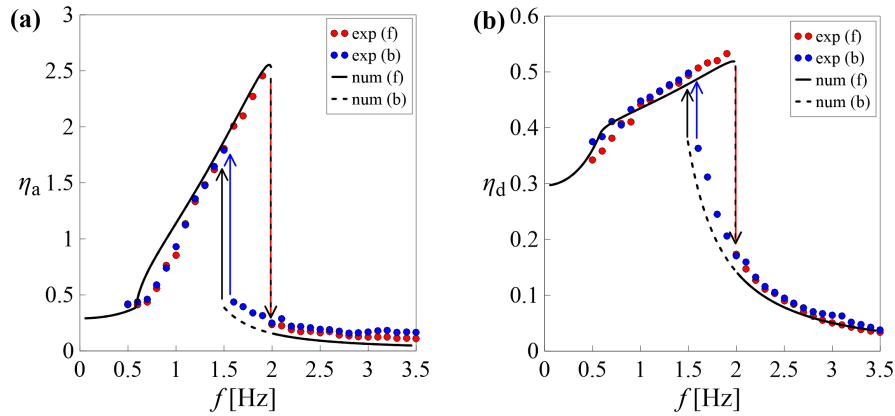 (a)
3
2.5
2
1.5
1
0.5
0
ηa
exp (f)
exp (b)
num (f)
num (b)
0 0.5 1 1.5 2 2.5 3 3.5
f [Hz]
(b)
0.6
0.5
0.4
0.3
0.2
0.1
0
ηd
exp (f)
exp (b)
num (f)
num (b)
0 0.5 1 1.5 2 2.5 3 3.5
f [Hz]